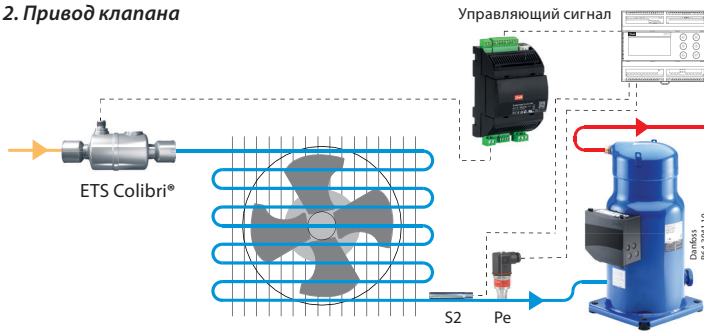 2. Привод клапана
Управляющий сигнал
ETS Colibri®
S2
Pe
Danfoss